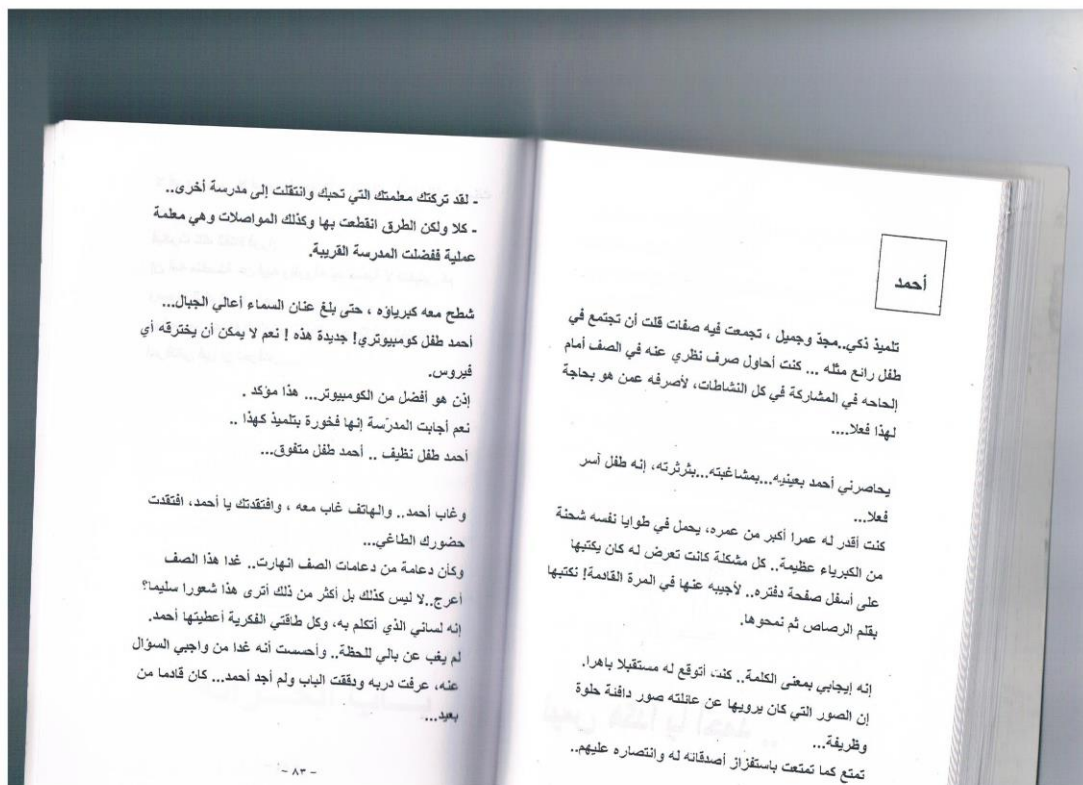 أحمد
تلميذ ذكي..مجدّ وجميل ، تجمعت فيه صفات قلت أن تجتمع في
طفل رائع مثله ... كنت أحاول صرف نظري عنه في الصف أمام
إلحاحه في المشاركة في كل النشاطات، لأصرفه عمن هو بحاجة
لهذا فعلا....
يحاصرني أحمد بعينيه...بمشاغبته...بثرثرته، إنه طفل آسر
فعلا...
كنت أقدر له عمرا أكبر من عمره، يحمل في طوايا نفسه شحنة
من الكبرياء عظيمة.. كل مشكلة كانت تعرض له كان يكتبها
على أسفل صفحة دفتره.. لأجيبه عنها في المرة القادمة! نكتبها
بقلم الرصاص ثم نمحوها.
إنه إيجابي بمعنى الكلمة.. كنت أتوقع له مستقبلا باهرا.
إن الصور التي كان يرويها عن عائلته صور دافئة حلوة
وظريفة...
تمتع كما تمتعت باستفزاز أصدقائه له وانتصاره عليهم..
- لقد تركتك معلمتك التي تحبك وانتقلت إلى مدرسة أخرى..
- كلا ولكن الطرق انقطعت بها وكذلك المواصلات وهي معلمة
عملية ففضلت المدرسة القريبة.
شطح معه كبرياؤه ، حتى بلغ عنان السماء أعالي الجبال...
أحمد طفل كومبيوتري! جديدة هذه ! نعم لا يمكن أن يخترقه أي
فيروس.
إذن هو أفضل من الكومبيوتر... هذا مؤكد .
نعم أجابت المدرّسة إنها فخورة بتلميذ كهذا ..
أحمد طفل نظيف .. أحمد طفل متفوق...
وغاب أحمد.. والهاتف غاب معه ، وافتقدتك يا أحمد، افتقدت
حضورك الطاغي...
وكأن دعامة من دعامات الصف انهارت.. غدا هذا الصف
أعرج..لا ليس كذلك بل أكثر من ذلك أترى هذا شعورا سليما؟
إنه لساني الذي أتكلم به، وكل طاقتي الفكرية أعطيتها أحمد.
لم يغب عن بالي للحظة.. وأحسست أنه غدا من واجبي السؤال
عنه، عرفت دربه ودققت الباب ولم أجد أحمد... كان قادما من
بعيد...
- ٨٣ -